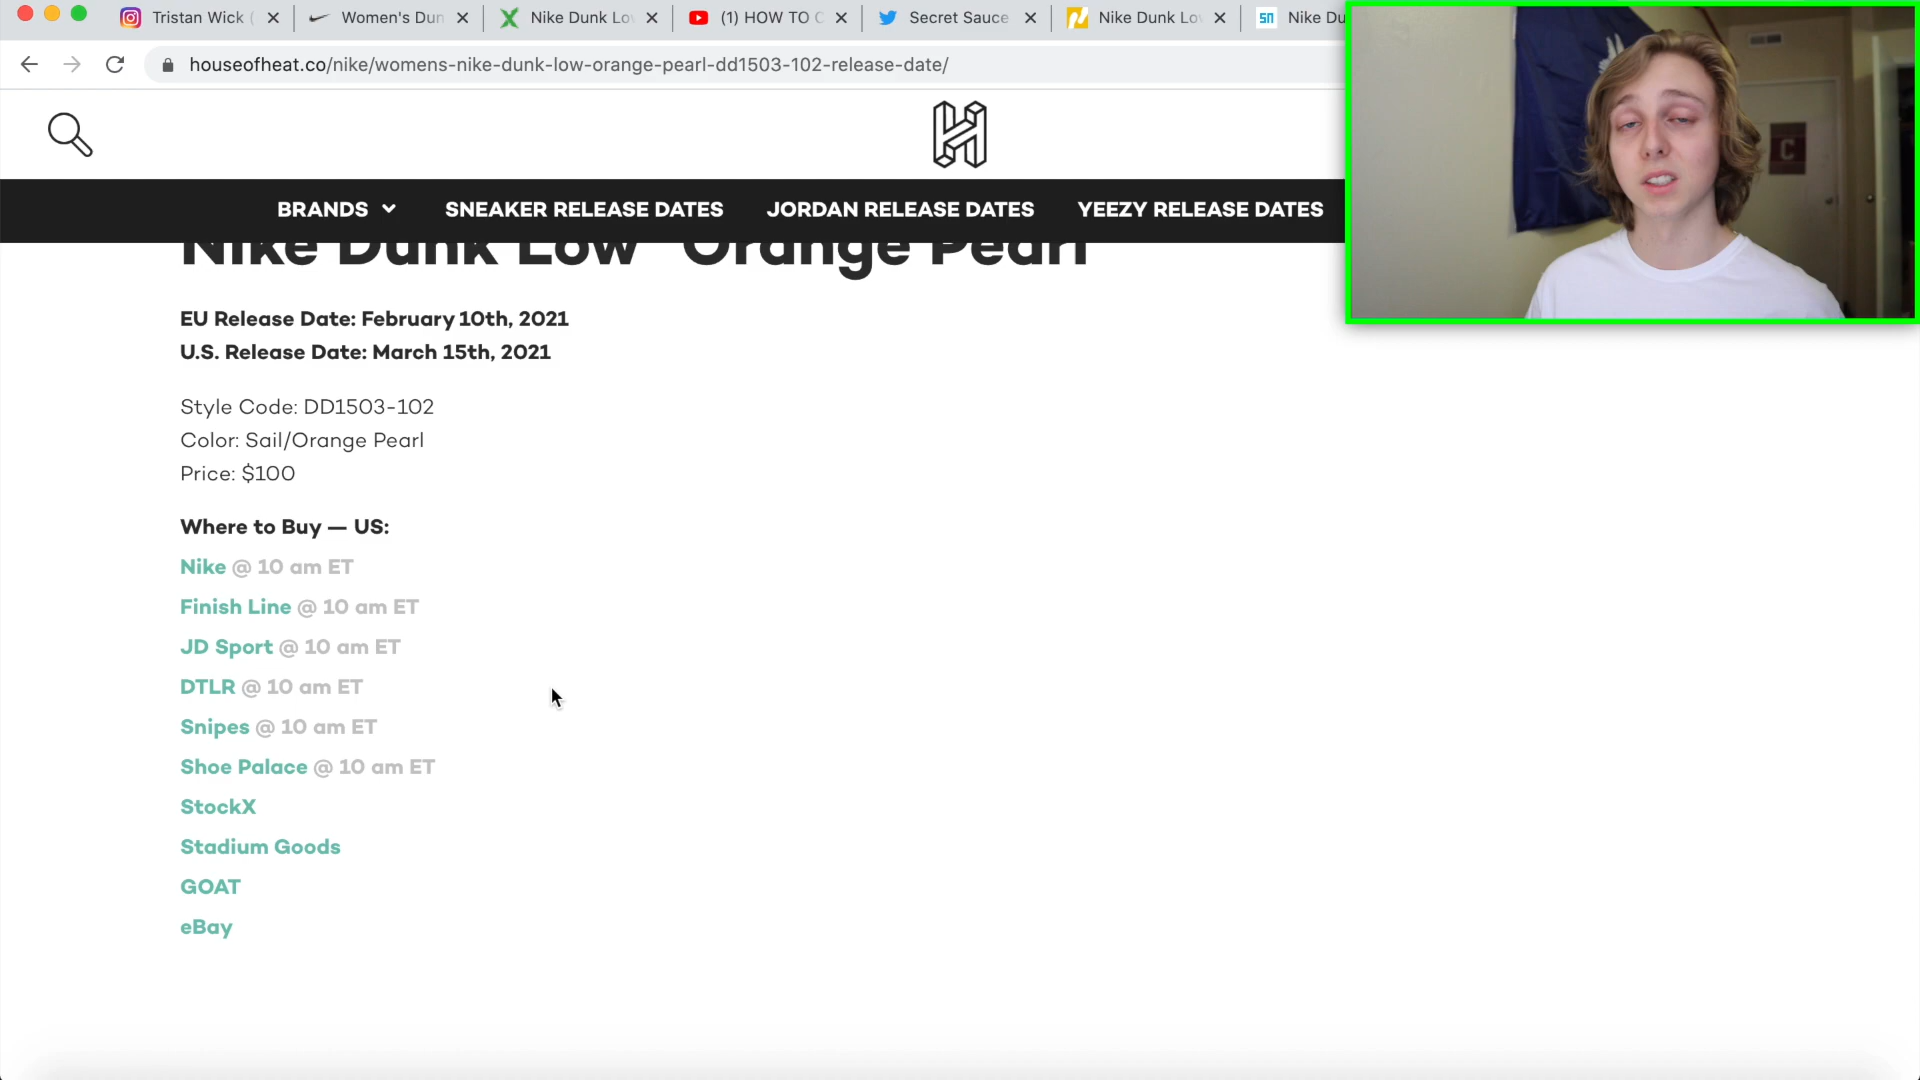 Tristan Wick (
Women's Dun
Nike Dunk Lo
(1) HOW TO C
Secret Sauce
Nike Dunk Lo
Nike Du
houseofheat.co/nike/womens-nike-dunk-low-orange-pearl-dd1503-102-release-date/
BRANDS
SNEAKER RELEASE DATES
JORDAN RELEASE DATES
YEEZY RELEASE DATES
Nike Dunk Low "Orange Pearl"
EU Release Date: February 10th, 2021
U.S. Release Date: March 15th, 2021
Style Code: DD1503-102
Color: Sail/Orange Pearl
Price: $100
Where to Buy — US:
Nike @ 10 am ET
Finish Line @ 10 am ET
JD Sport @ 10 am ET
DTLR @ 10 am ET
Snipes @ 10 am ET
Shoe Palace @ 10 am ET
StockX
Stadium Goods
GOAT
eBay
C